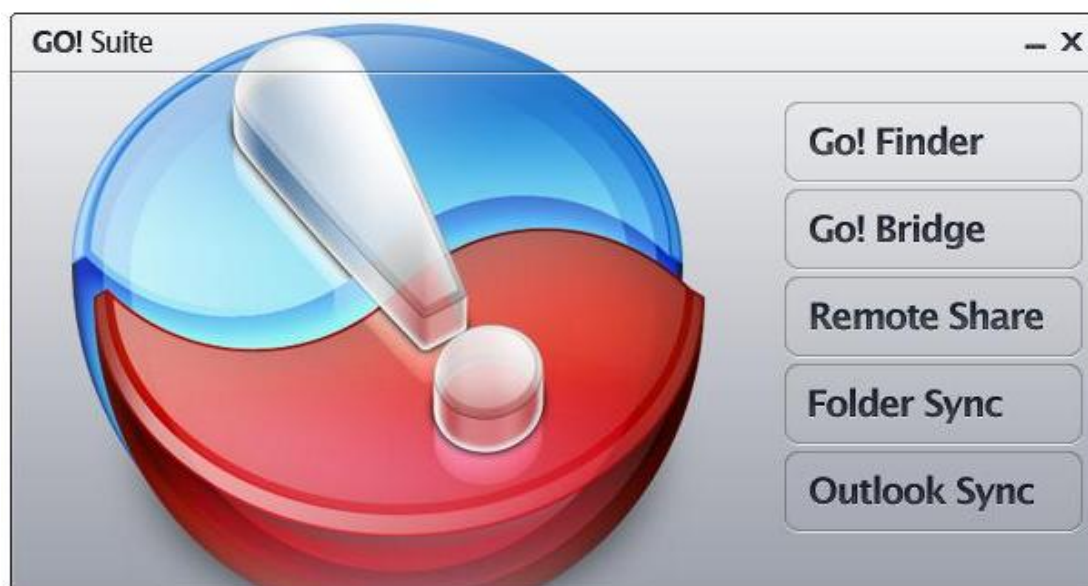 GO! Suite
Go! Finder
Go! Bridge
Remote Share
Folder Sync
Outlook Sync